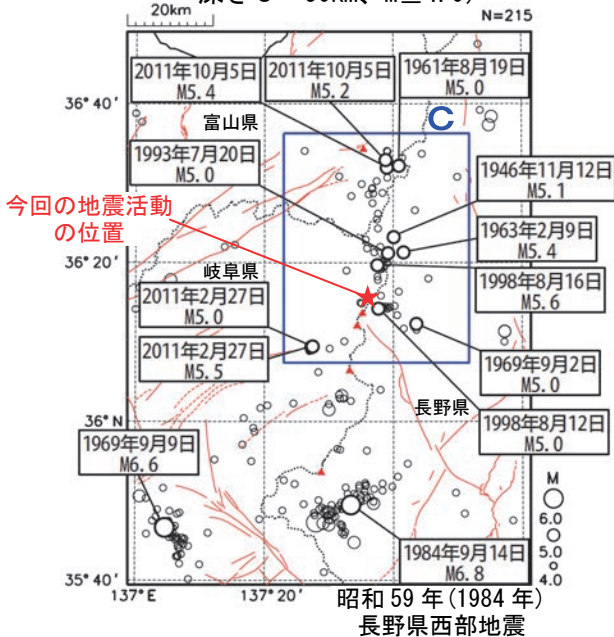 20km
N=215
2011年10月5日
M5.4
2011年10月5日
M5.2
1961年8月19日
M5.0
36°40′
富山県
C
1993年7月20日
M5.0
1946年11月12日
M5.1
今回の地震活動
の位置
1963年2月9日
M5.4
36°20′
岐阜県
1998年8月16日
M5.6
2011年2月27日
M5.0
2011年2月27日
M5.5
1969年9月2日
M5.0
長野県
1998年8月12日
M5.0
36°N
1969年9月9日
M6.6
M
6.0
5.0
4.0
1984年9月14日
M6.8
35°40′
137°E
137°20′
昭和 59 年(1984 年)
長野県西部地震